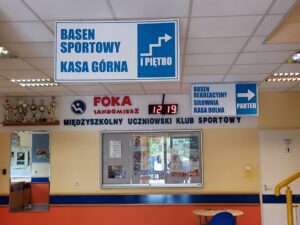 BASEN
SPORTOWY
KASA GÓRNA
I PIĘTRO
BASEN
REKREACYJNY
SIŁOWNIA
KASA DOLNA
PARTER
FOKA
SANDOMIERZ
12:19
MIĘDZYSZKOLNY UCZNIOWSKI KLUB SPORTOWY